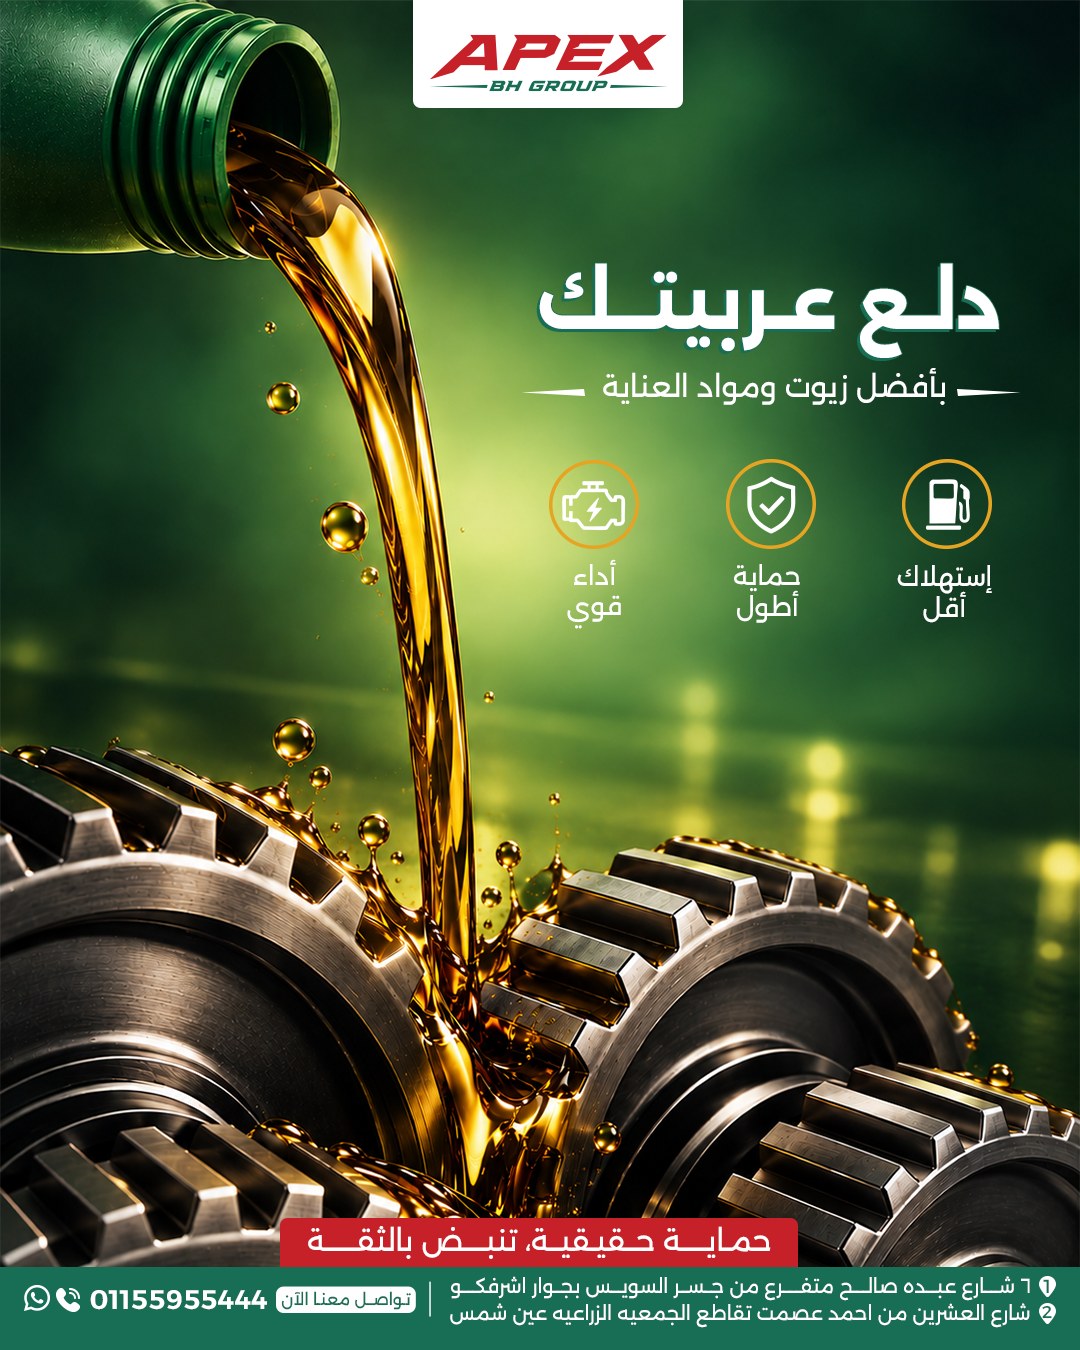 APEX
BH GROUP
دلع عربيتك
بأفضل زيوت ومواد العناية
إستهلاك أقل
حماية أطول
أداء قوي
حماية حقيقية، تنبض بالثقة
1 ٦ شارع عبده صالح متفرع من جسر السويس بجوار اشرفكو
2 شارع العشرين من احمد عصمت تقاطع الجمعيه الزراعيه عين شمس
تواصل معنا الآن 01155955444